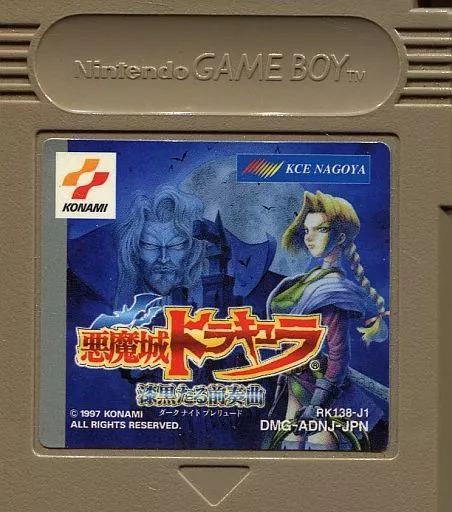 Nintendo GAME BOY TM
KONAMI
KCE NAGOYA
悪魔城ドラキュラ®
漆黒たる前奏曲
ダークナイトプレリュード
© 1997 KONAMI
ALL RIGHTS RESERVED.
RK138-J1
DMG-ADNJ-JPN